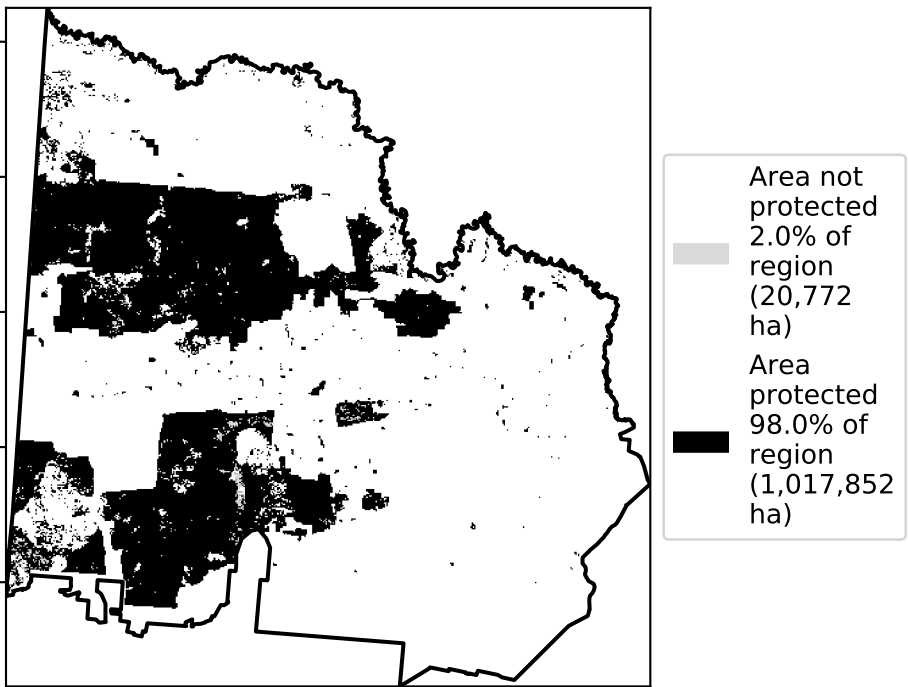 Area not
protected
2.0% of
region
(20,772
ha)
Area
protected
98.0% of
region
(1,017,852
ha)